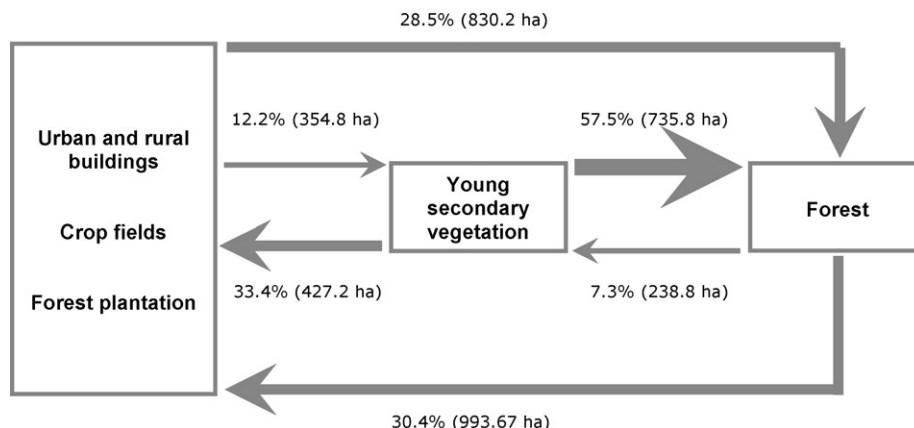 28.5% (830.2 ha)
12.2% (354.8 ha)
57.5% (735.8 ha)
Urban and rural
buildings
Crop fields
Forest plantation
Young
secondary
vegetation
Forest
33.4% (427.2 ha)
7.3% (238.8 ha)
30.4% (993.67 ha)